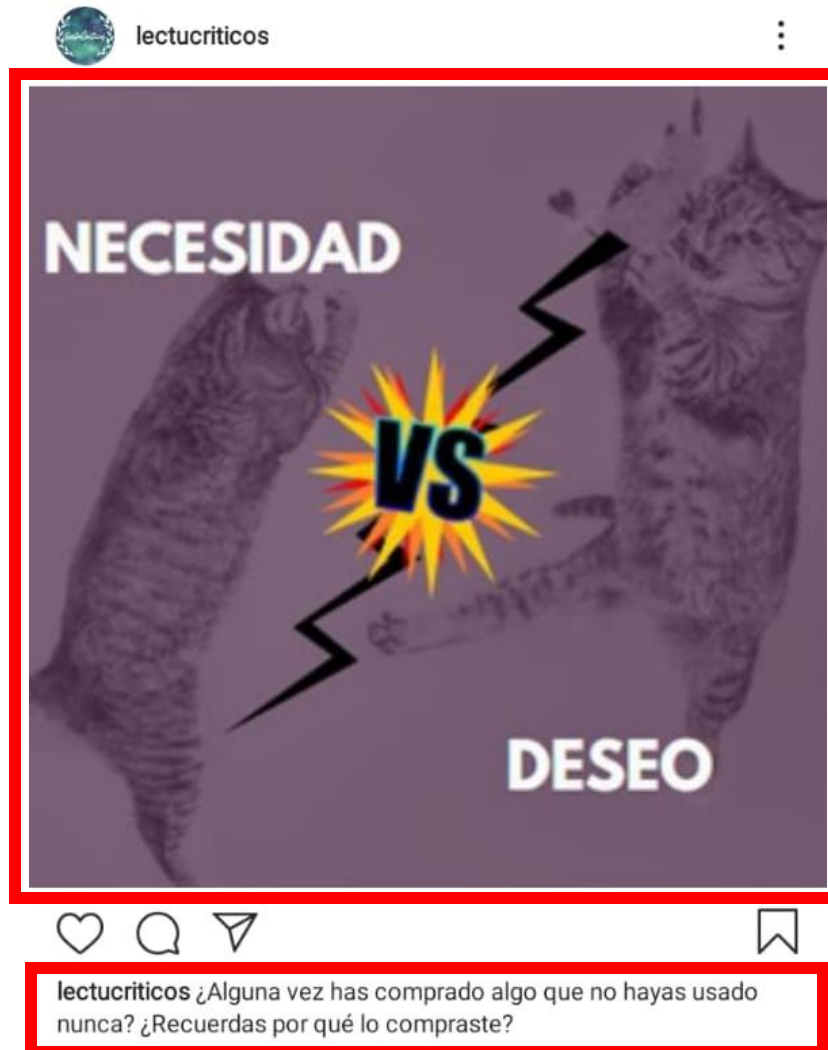 lectucriticos
NECESIDAD
VS
DESEO
lectucriticos ¿Alguna vez has comprado algo que no hayas usado
nunca? ¿Recuerdas por qué lo compraste?